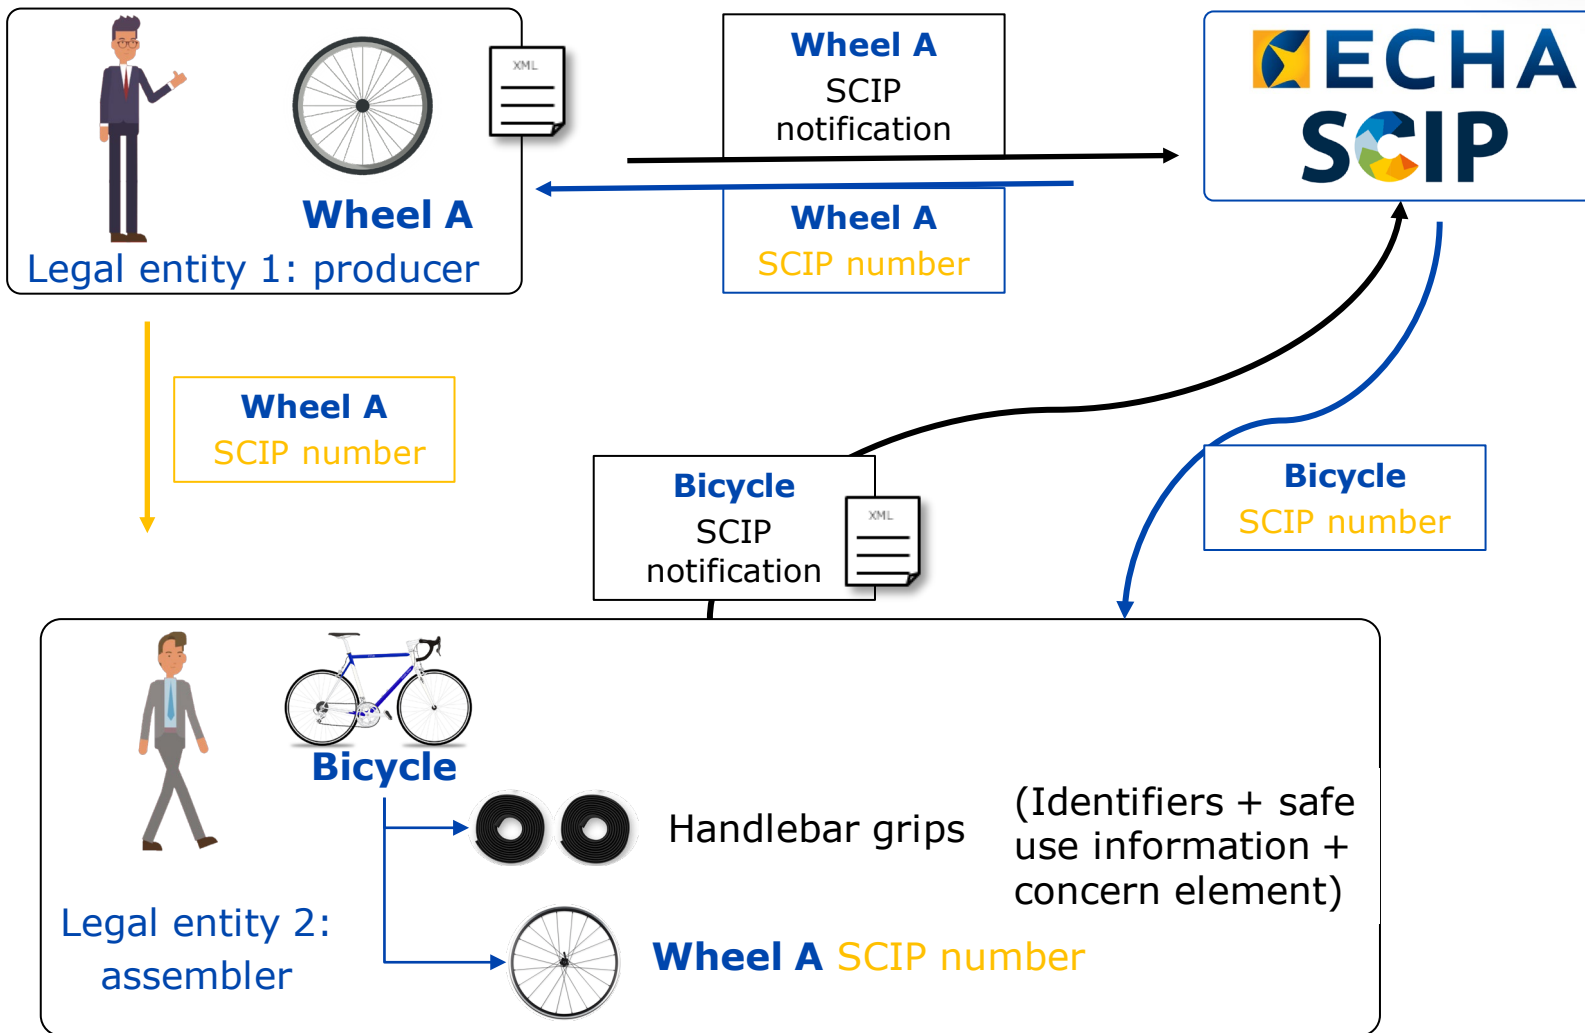 XML
Wheel A
Legal entity 1: producer
Wheel A
SCIP
notification
Wheel A
SCIP number
ECHA
SCIP
Wheel A
SCIP number
Bicycle
SCIP
notification
XML
Bicycle
SCIP number
Bicycle
Handlebar grips
(Identifiers + safe
use information +
concern element)
Legal entity 2:
assembler
Wheel A SCIP number